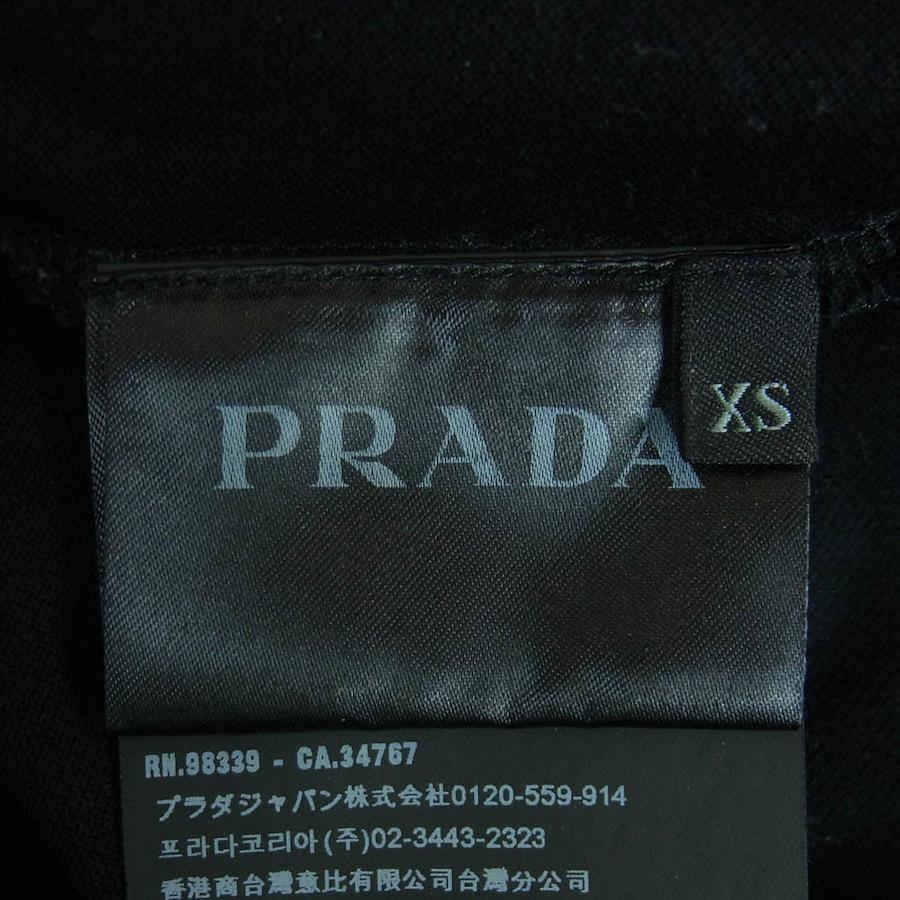 PRADA
XS
RN.98339 - CA.34767
プラダジャパン株式会社0120-559-914
프라다코리아(주)02-3443-2323
香港商台灣意比有限公司台灣分公司